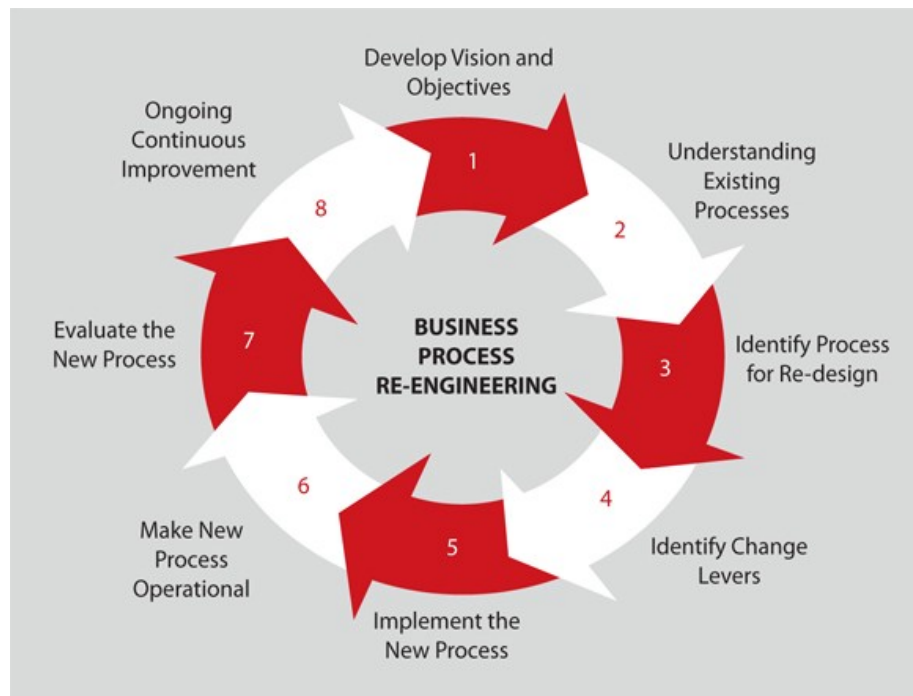 Develop Vision and
Objectives
1
Understanding
Existing
Processes
2
Identify Process
for Re-design
3
Identify Change
Levers
4
Implement the
New Process
5
Make New
Process
Operational
6
Evaluate the
New Process
7
Ongoing
Continuous
Improvement
8
BUSINESS
PROCESS
RE-ENGINEERING